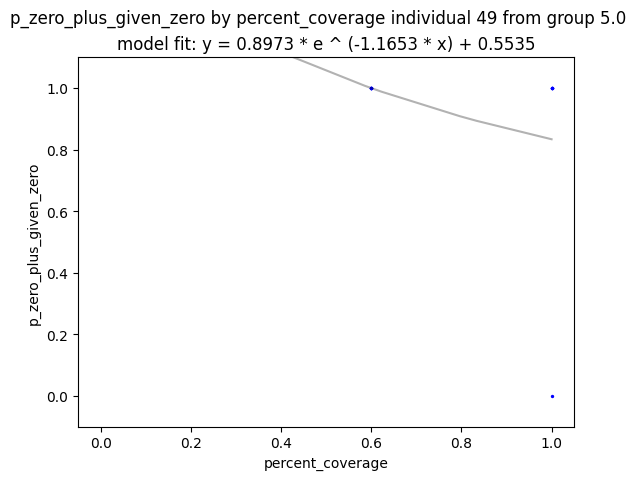 p_zero_plus_given_zero by percent_coverage individual 49 from group 5.0
model fit: y = 0.8973 * e ^ (-1.1653 * x) + 0.5535
1.0
0.8
0.6
0.4
0.2
0.0
p_zero_plus_given_zero
0.0 0.2 0.4 0.6 0.8 1.0
percent_coverage